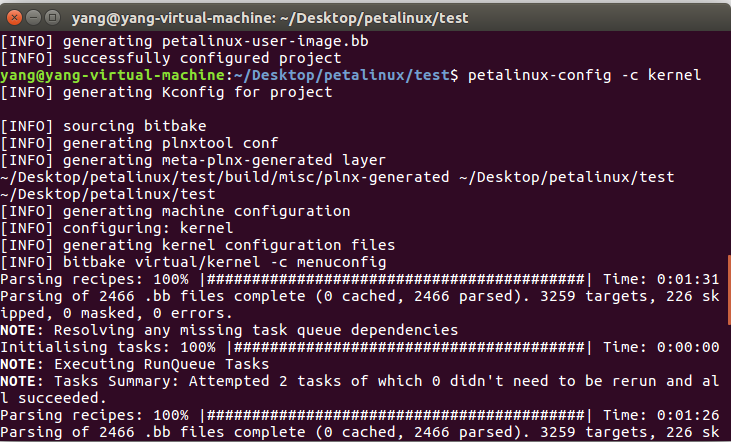 yang@yang-virtual-machine: ~/Desktop/petalinux/test
[INFO] generating petalinux-user-image.bb
[INFO] successfully configured project
yang@yang-virtual-machine:~/Desktop/petalinux/test$ petalinux-config -c kernel
[INFO] generating Kconfig for project
[INFO] sourcing bitbake
[INFO] generating plnxtool conf
[INFO] generating meta-plnx-generated layer
~/Desktop/petalinux/test/build/misc/plnx-generated ~/Desktop/petalinux/test
~/Desktop/petalinux/test
[INFO] generating machine configuration
[INFO] configuring: kernel
[INFO] generating kernel configuration files
[INFO] bitbake virtual/kernel -c menuconfig
Parsing recipes: 100% |##########################################| Time: 0:01:31
Parsing of 2466 .bb files complete (0 cached, 2466 parsed). 3259 targets, 226 sk
ipped, 0 masked, 0 errors.
NOTE: Resolving any missing task queue dependencies
Initialising tasks: 100% |#######################################| Time: 0:00:00
NOTE: Executing RunQueue Tasks
NOTE: Tasks Summary: Attempted 2 tasks of which 0 didn't need to be rerun and al
l succeeded.
Parsing recipes: 100% |##########################################| Time: 0:01:26
Parsing of 2466 .bb files complete (0 cached, 2466 parsed). 3259 targets, 226 sk